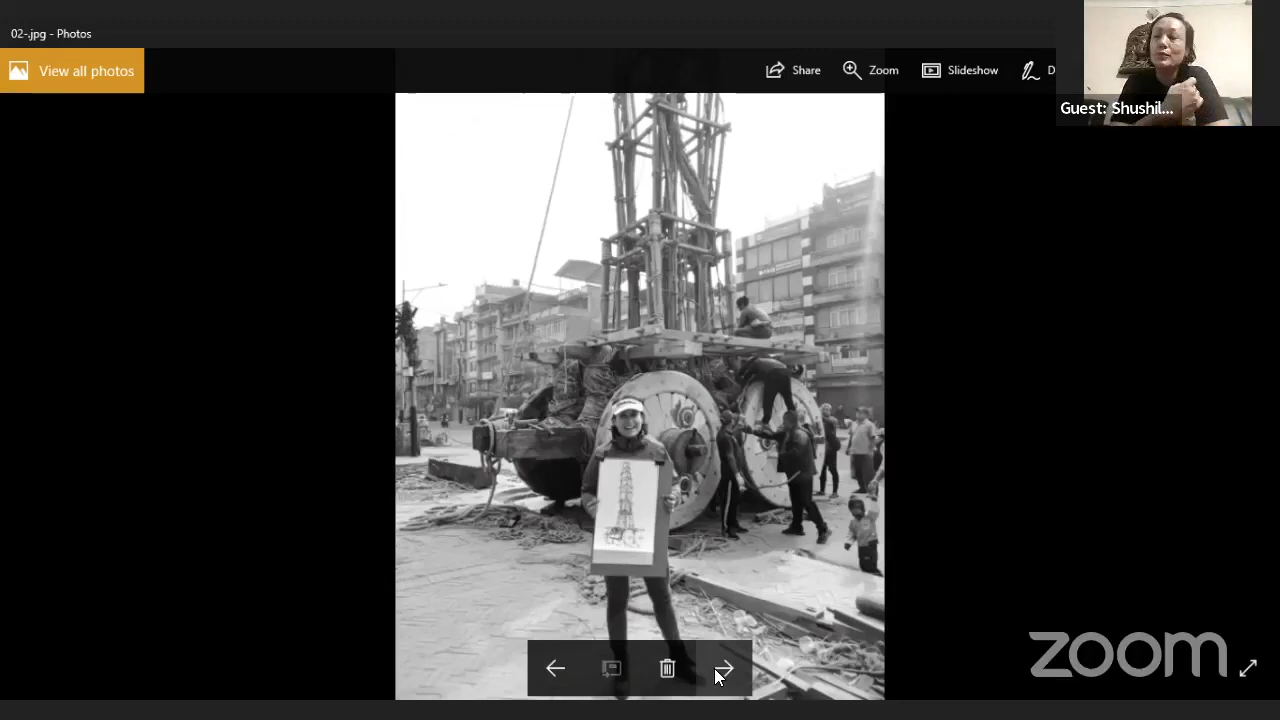 02-.jpg - Photos
View all photos
Share
Zoom
Slideshow
D
Guest: Shushil...
zoom